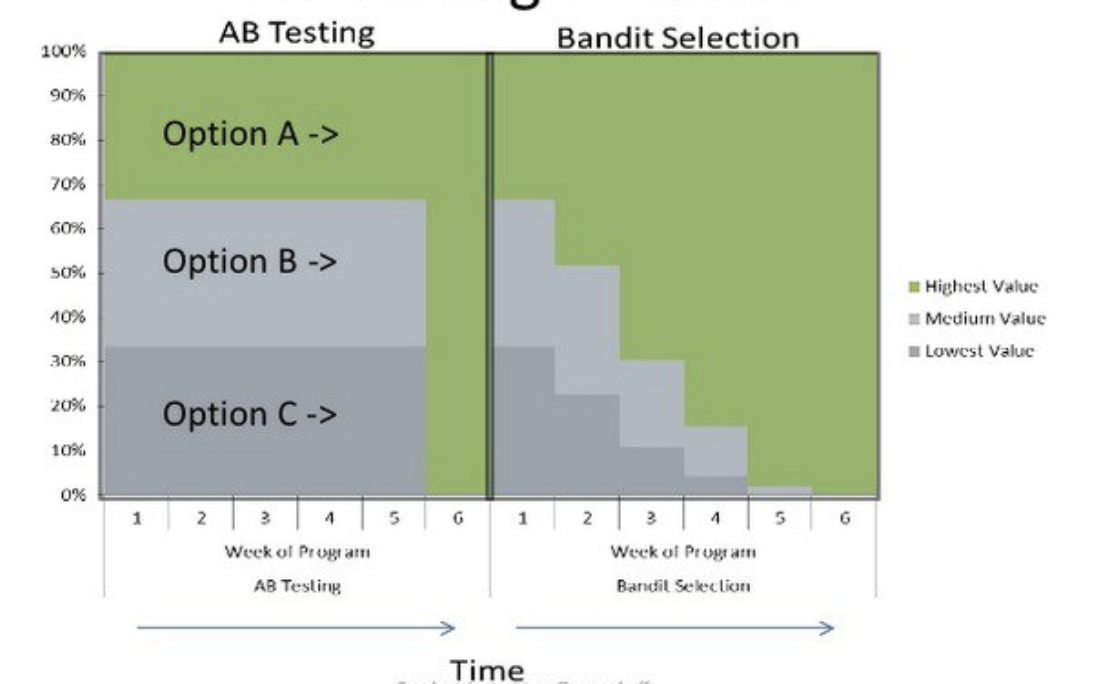 AB Testing
Bandit Selection
100%
90%
80%
70%
60%
50%
40%
30%
20%
10%
0%
Option A ->
Option B ->
Option C ->
Highest Value
Medium Value
Lowest Value
1 2 3 4 5 6 1 2 3 4 5 6
Week of Program Week of Program
AB Testing Bandit Selection
Time